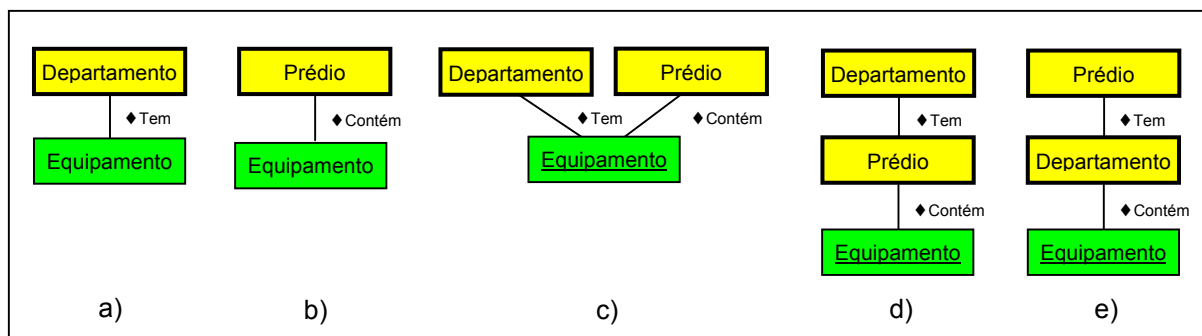 Departamento
♦ Tem
Equipamento
a)
Prédio
♦ Contém
Equipamento
b)
Departamento
Prédio
♦ Tem
♦ Contém
Equipamento
c)
Departamento
♦ Tem
Prédio
♦ Contém
Equipamento
d)
Prédio
♦ Tem
Departamento
♦ Contém
Equipamento
e)